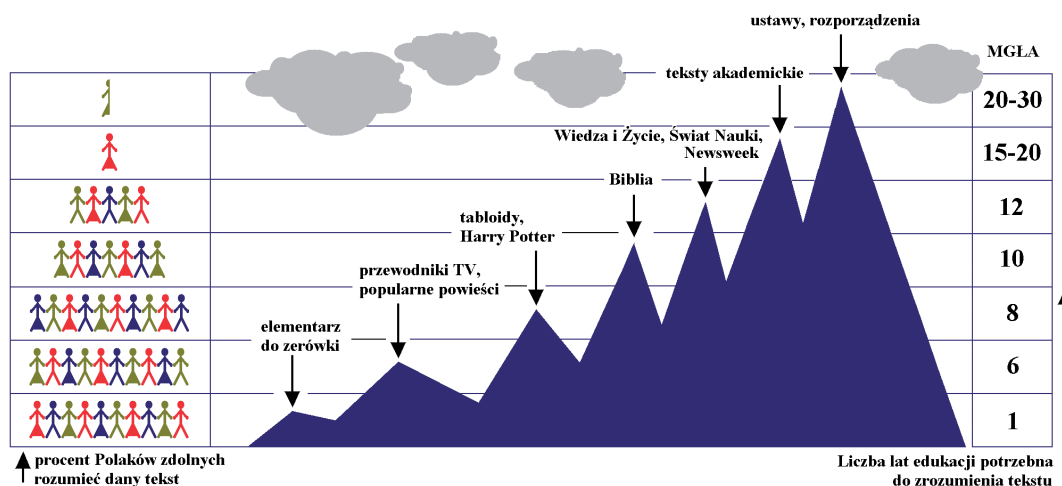 ustawy, rozporządzenia
MGŁA
teksty akademickie
20-30
Wiedza i Życie, Świat Nauki,
Newsweek
15-20
Biblia
12
tabloidy,
Harry Potter
10
przewodniki TV,
popularne powieści
8
elementarz
do zerówki
6
1
procent Polaków zdolnych
rozumieć dany tekst
Liczba lat edukacji potrzebna
do zrozumienia tekstu